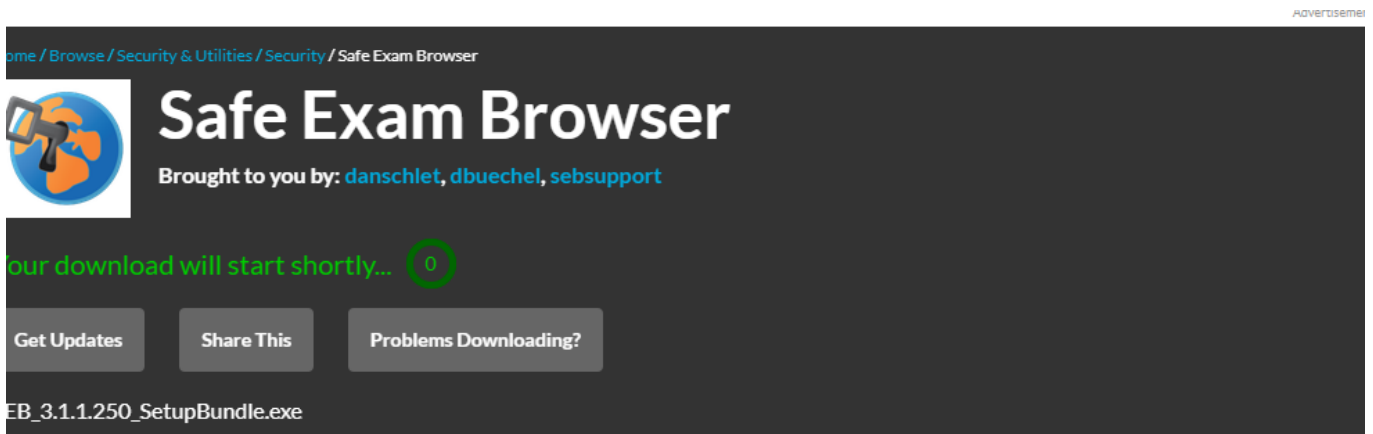 Advertisemen
ome / Browse / Security & Utilities / Security / Safe Exam Browser
Safe Exam Browser
Brought to you by: danschlet, dbuechel, sebsupport
our download will start shortly... 0
Get Updates Share This Problems Downloading?
EB_3.1.1.250_SetupBundle.exe